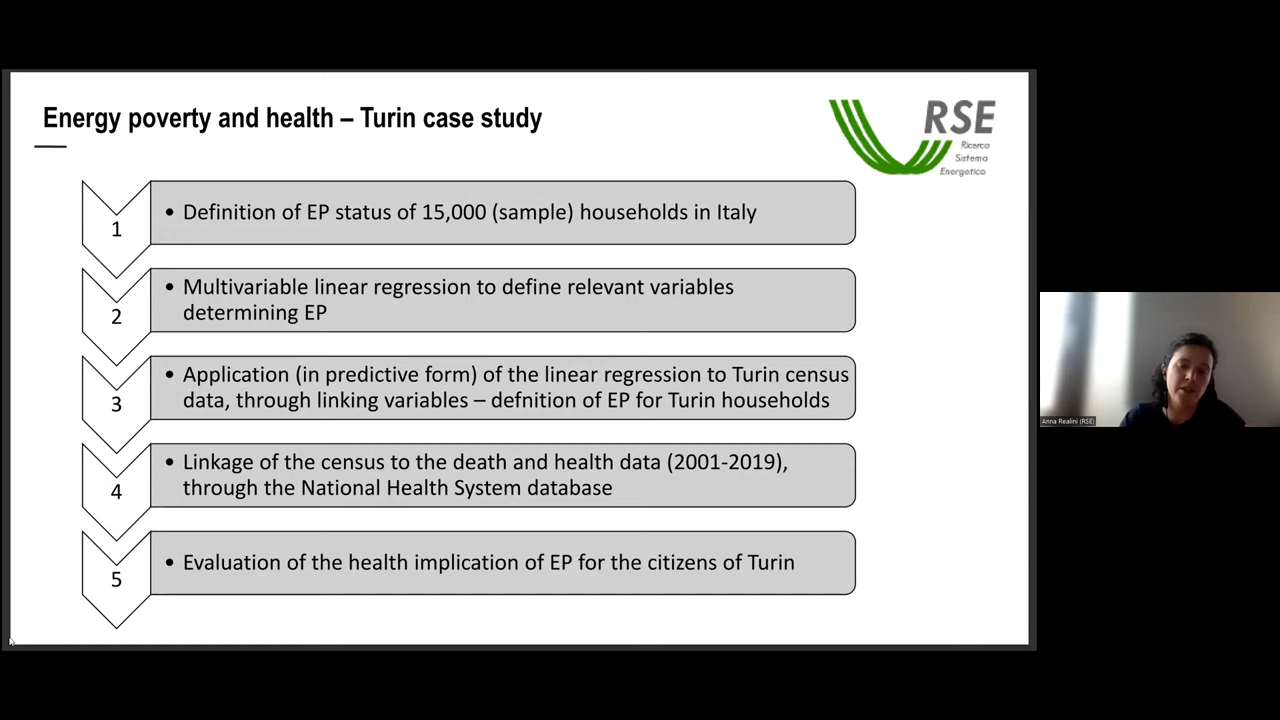 Energy poverty and health – Turin case study
RSE
Ricerca
Sistema
Energetico
1
• Definition of EP status of 15,000 (sample) households in Italy
2
• Multivariable linear regression to define relevant variables
determining EP
3
• Application (in predictive form) of the linear regression to Turin census
data, through linking variables – defnition of EP for Turin households
4
• Linkage of the census to the death and health data (2001-2019),
through the National Health System database
5
• Evaluation of the health implication of EP for the citizens of Turin
Anna Realini (RSE)